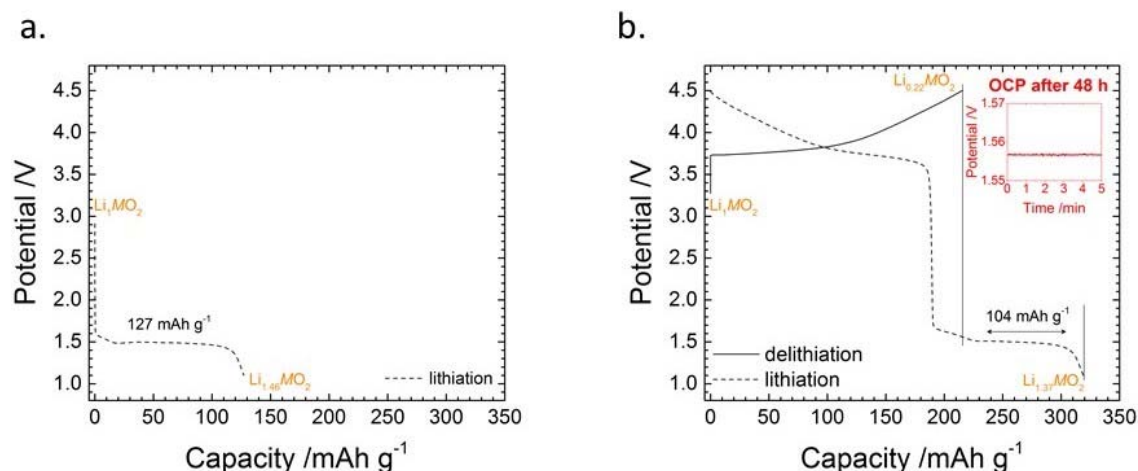 a.
Potential /V
4.5
4.0
3.5
3.0
2.5
2.0
1.5
1.0
Li1MO2
127 mAh g-1
Li1.46MO2
lithiation
0 50 100 150 200 250 300 350
Capacity /mAh g-1
b.
Potential /V
4.5
4.0
3.5
3.0
2.5
2.0
1.5
1.0
Li0.22MO2
OCP after 48 h
Potential /V
1.57
1.56
1.55
0 1 2 3 4 5
Time /min
Li1MO2
104 mAh g-1
delithiation
lithiation
Li1.37MO2
0 50 100 150 200 250 300 350
Capacity /mAh g-1